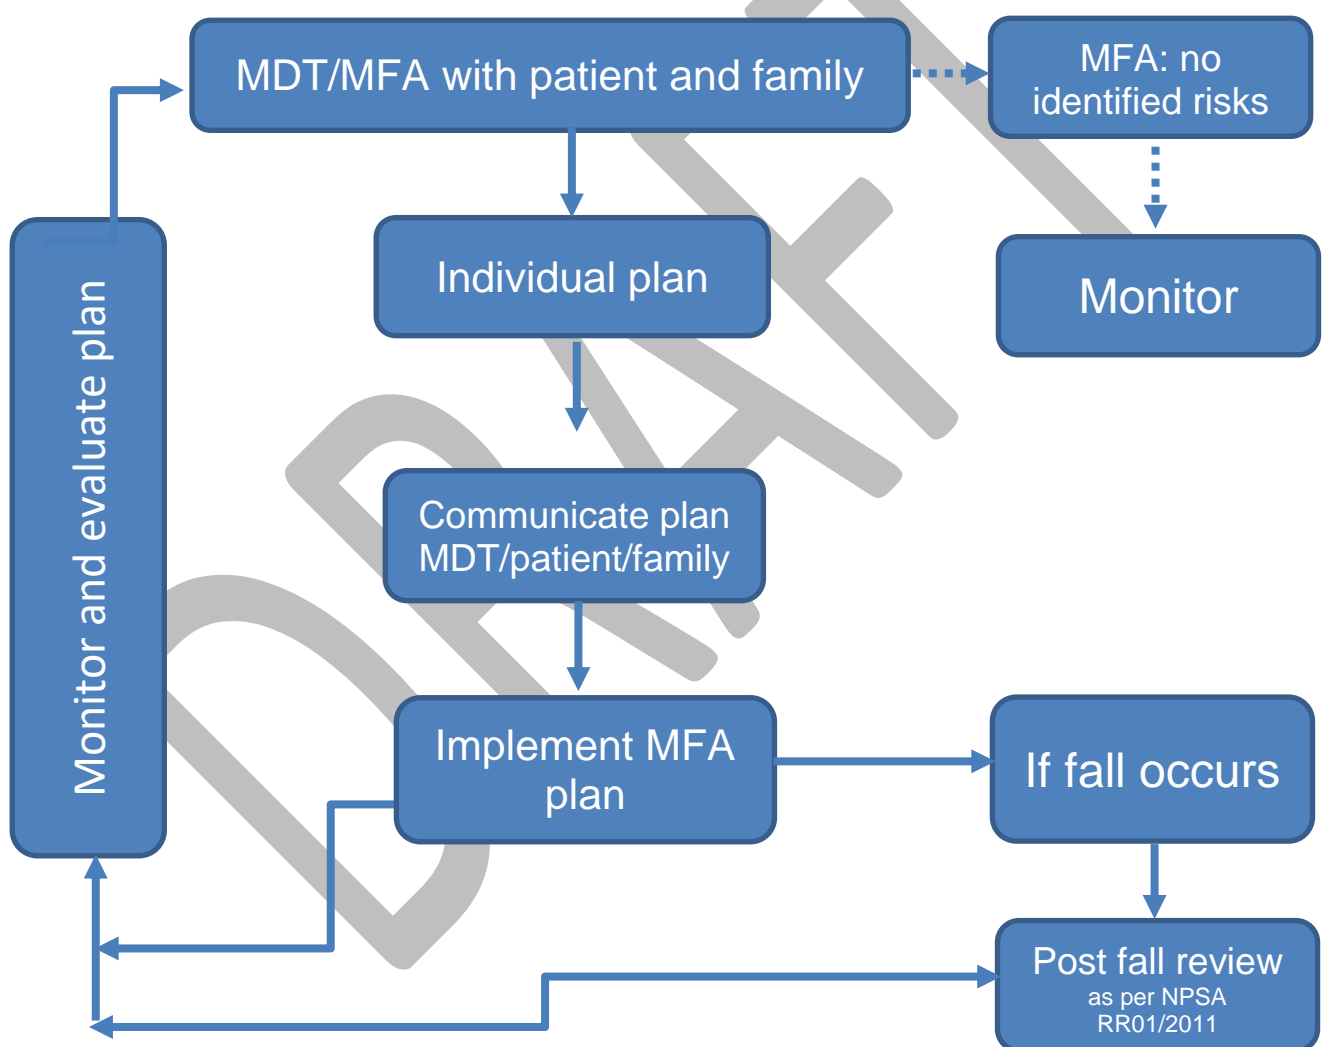 MDT/MFA with patient and family
MFA: no
identified risks
Individual plan
Monitor
Monitor and evaluate plan
Communicate plan
MDT/patient/family
Implement MFA
plan
If fall occurs
Post fall review
as per NPSA
RR01/2011
DRAFT